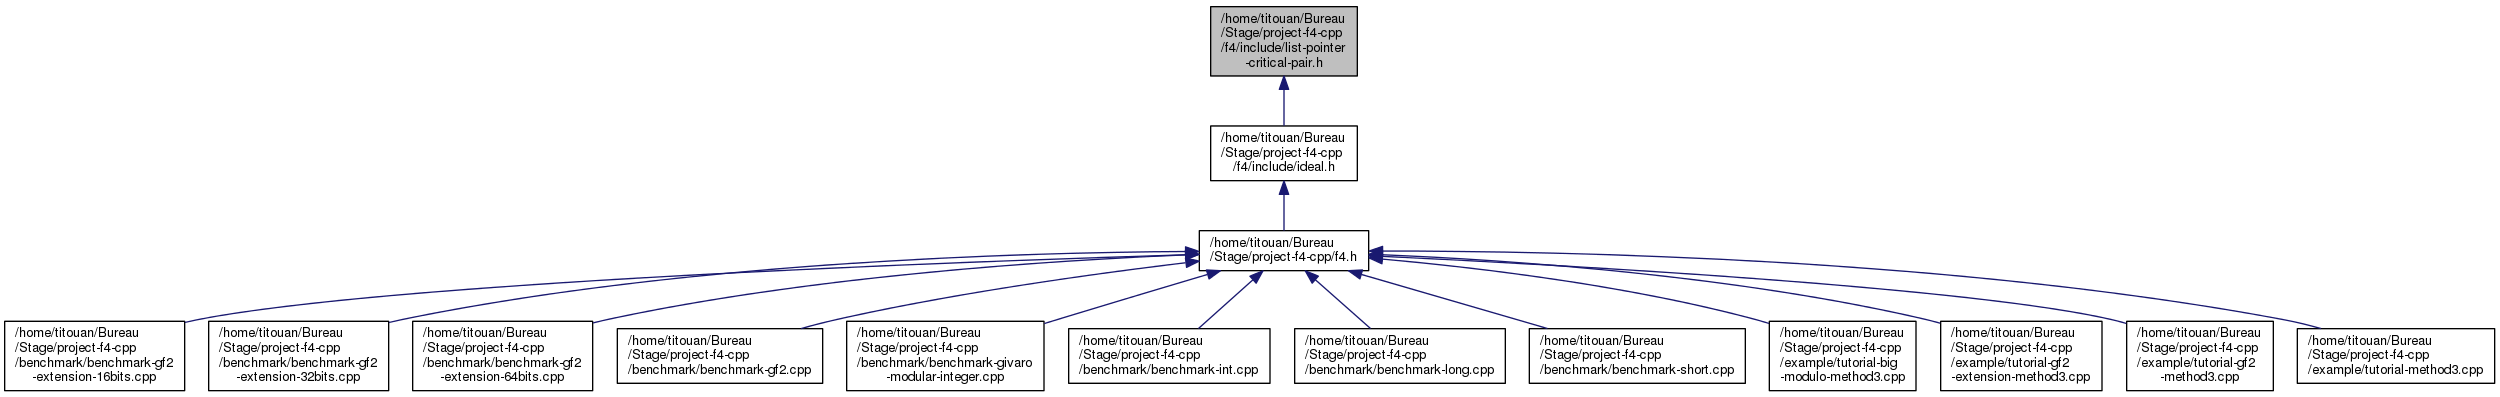 /home/titouan/Bureau
/Stage/project-f4-cpp
/f4/include/list-pointer
-critical-pair.h
/home/titouan/Bureau
/Stage/project-f4-cpp
/f4/include/ideal.h
/home/titouan/Bureau
/Stage/project-f4-cpp/f4.h
/home/titouan/Bureau
/Stage/project-f4-cpp
/benchmark/benchmark-gf2
-extension-16bits.cpp
/home/titouan/Bureau
/Stage/project-f4-cpp
/benchmark/benchmark-gf2
-extension-32bits.cpp
/home/titouan/Bureau
/Stage/project-f4-cpp
/benchmark/benchmark-gf2
-extension-64bits.cpp
/home/titouan/Bureau
/Stage/project-f4-cpp
/benchmark/benchmark-gf2.cpp
/home/titouan/Bureau
/Stage/project-f4-cpp
/benchmark/benchmark-givaro
-modular-integer.cpp
/home/titouan/Bureau
/Stage/project-f4-cpp
/benchmark/benchmark-int.cpp
/home/titouan/Bureau
/Stage/project-f4-cpp
/benchmark/benchmark-long.cpp
/home/titouan/Bureau
/Stage/project-f4-cpp
/benchmark/benchmark-short.cpp
/home/titouan/Bureau
/Stage/project-f4-cpp
/example/tutorial-big
-modulo-method3.cpp
/home/titouan/Bureau
/Stage/project-f4-cpp
/example/tutorial-gf2
-extension-method3.cpp
/home/titouan/Bureau
/Stage/project-f4-cpp
/example/tutorial-gf2
-method3.cpp
/home/titouan/Bureau
/Stage/project-f4-cpp
/example/tutorial-method3.cpp